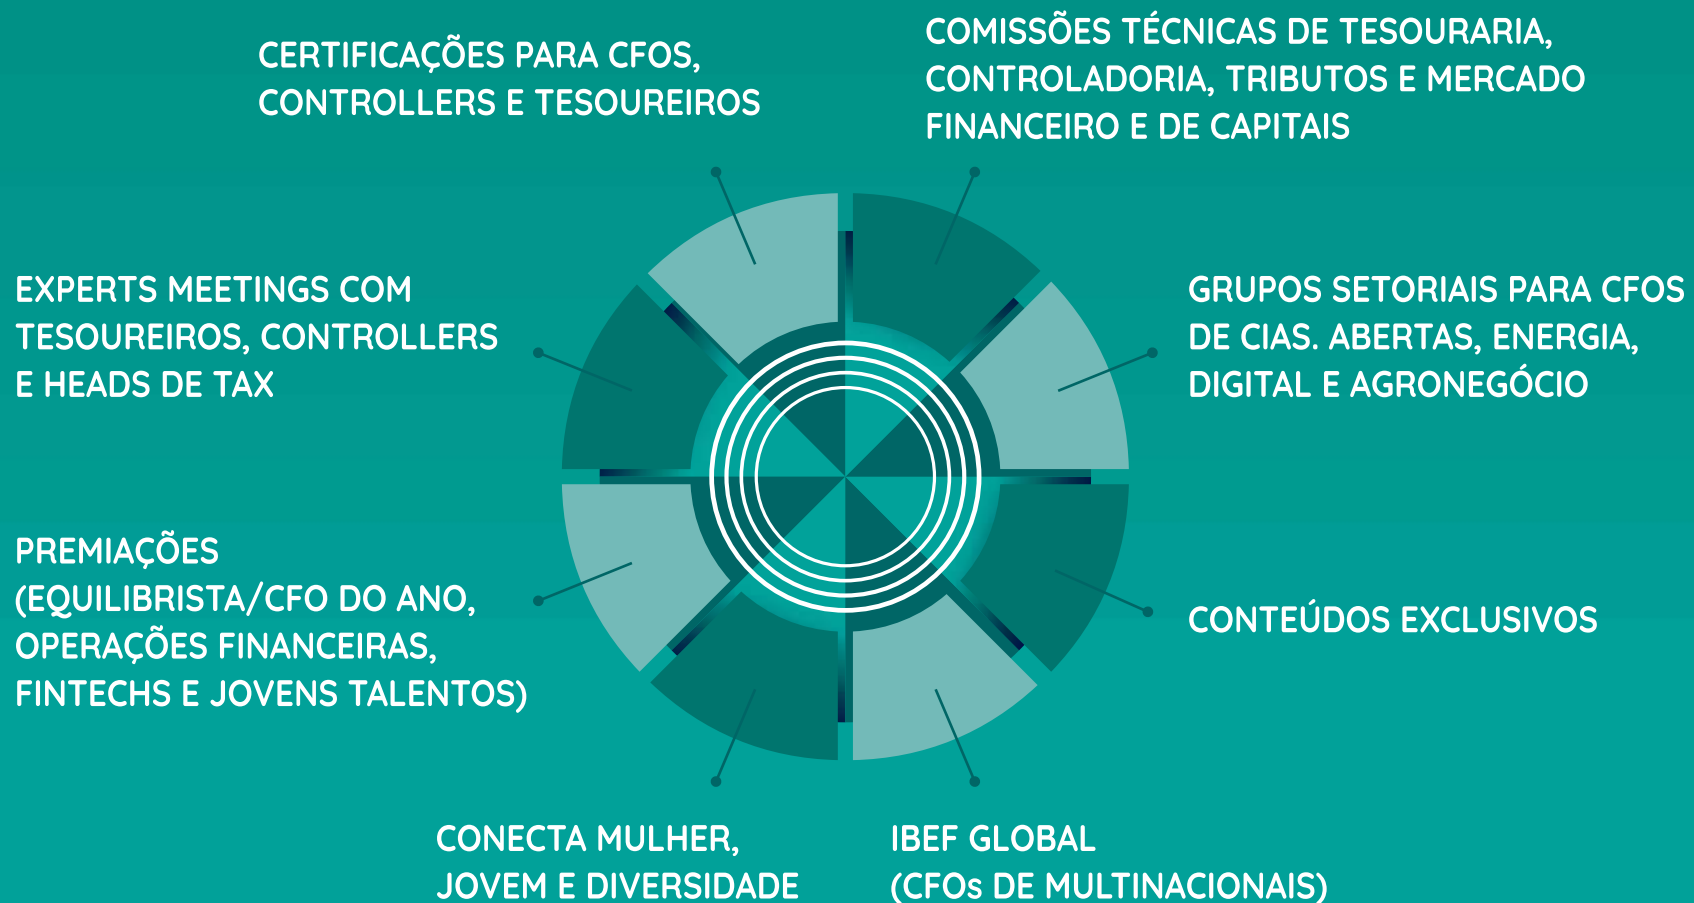 CERTIFICAÇÕES PARA CFOS,
CONTROLLERS E TESOUREIROS
COMISSÕES TÉCNICAS DE TESOURARIA,
CONTROLADORIA, TRIBUTOS E MERCADO
FINANCEIRO E DE CAPITAIS
EXPERTS MEETINGS COM
TESOUREIROS, CONTROLLERS
E HEADS DE TAX
GRUPOS SETORIAIS PARA CFOS
DE CIAS. ABERTAS, ENERGIA,
DIGITAL E AGRONEGÓCIO
PREMIAÇÕES
(EQUILIBRISTA/CFO DO ANO,
OPERAÇÕES FINANCEIRAS,
FINTECHS E JOVENS TALENTOS)
CONTEÚDOS EXCLUSIVOS
CONECTA MULHER,
JOVEM E DIVERSIDADE
IBEF GLOBAL
(CFOs DE MULTINACIONAIS)